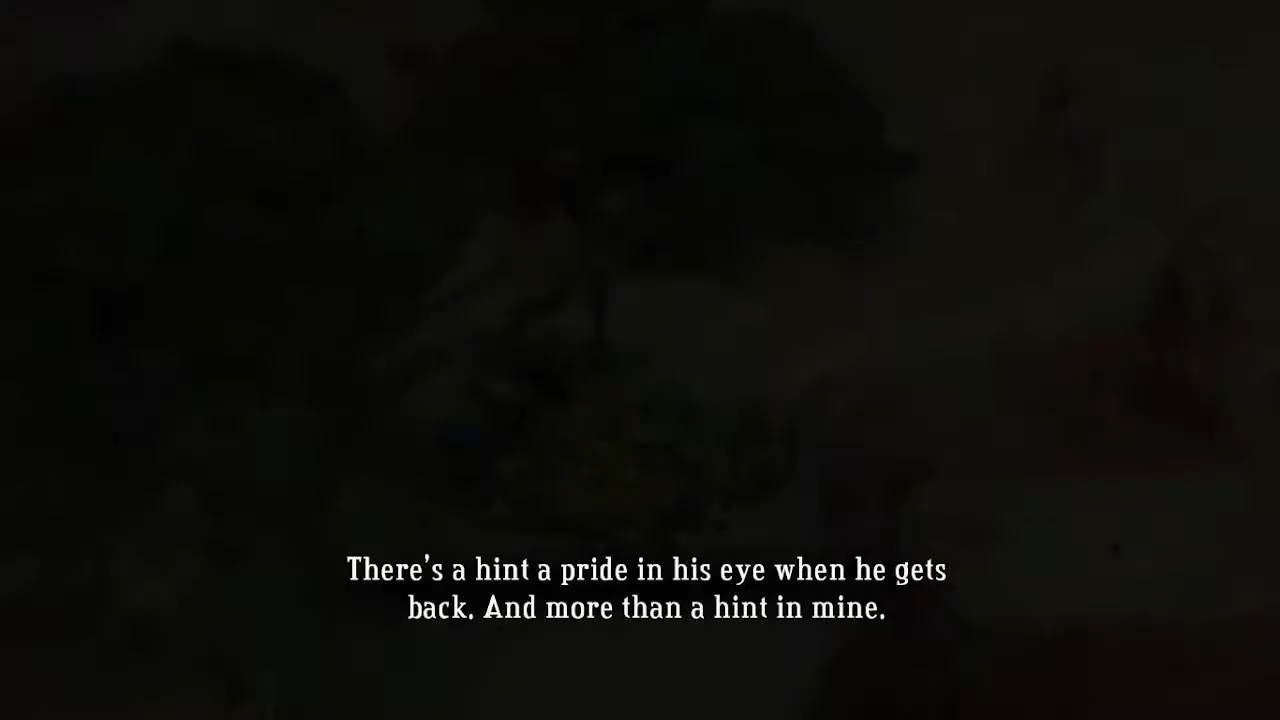 There's a hint a pride in his eye when he gets
back. And more than a hint in mine.